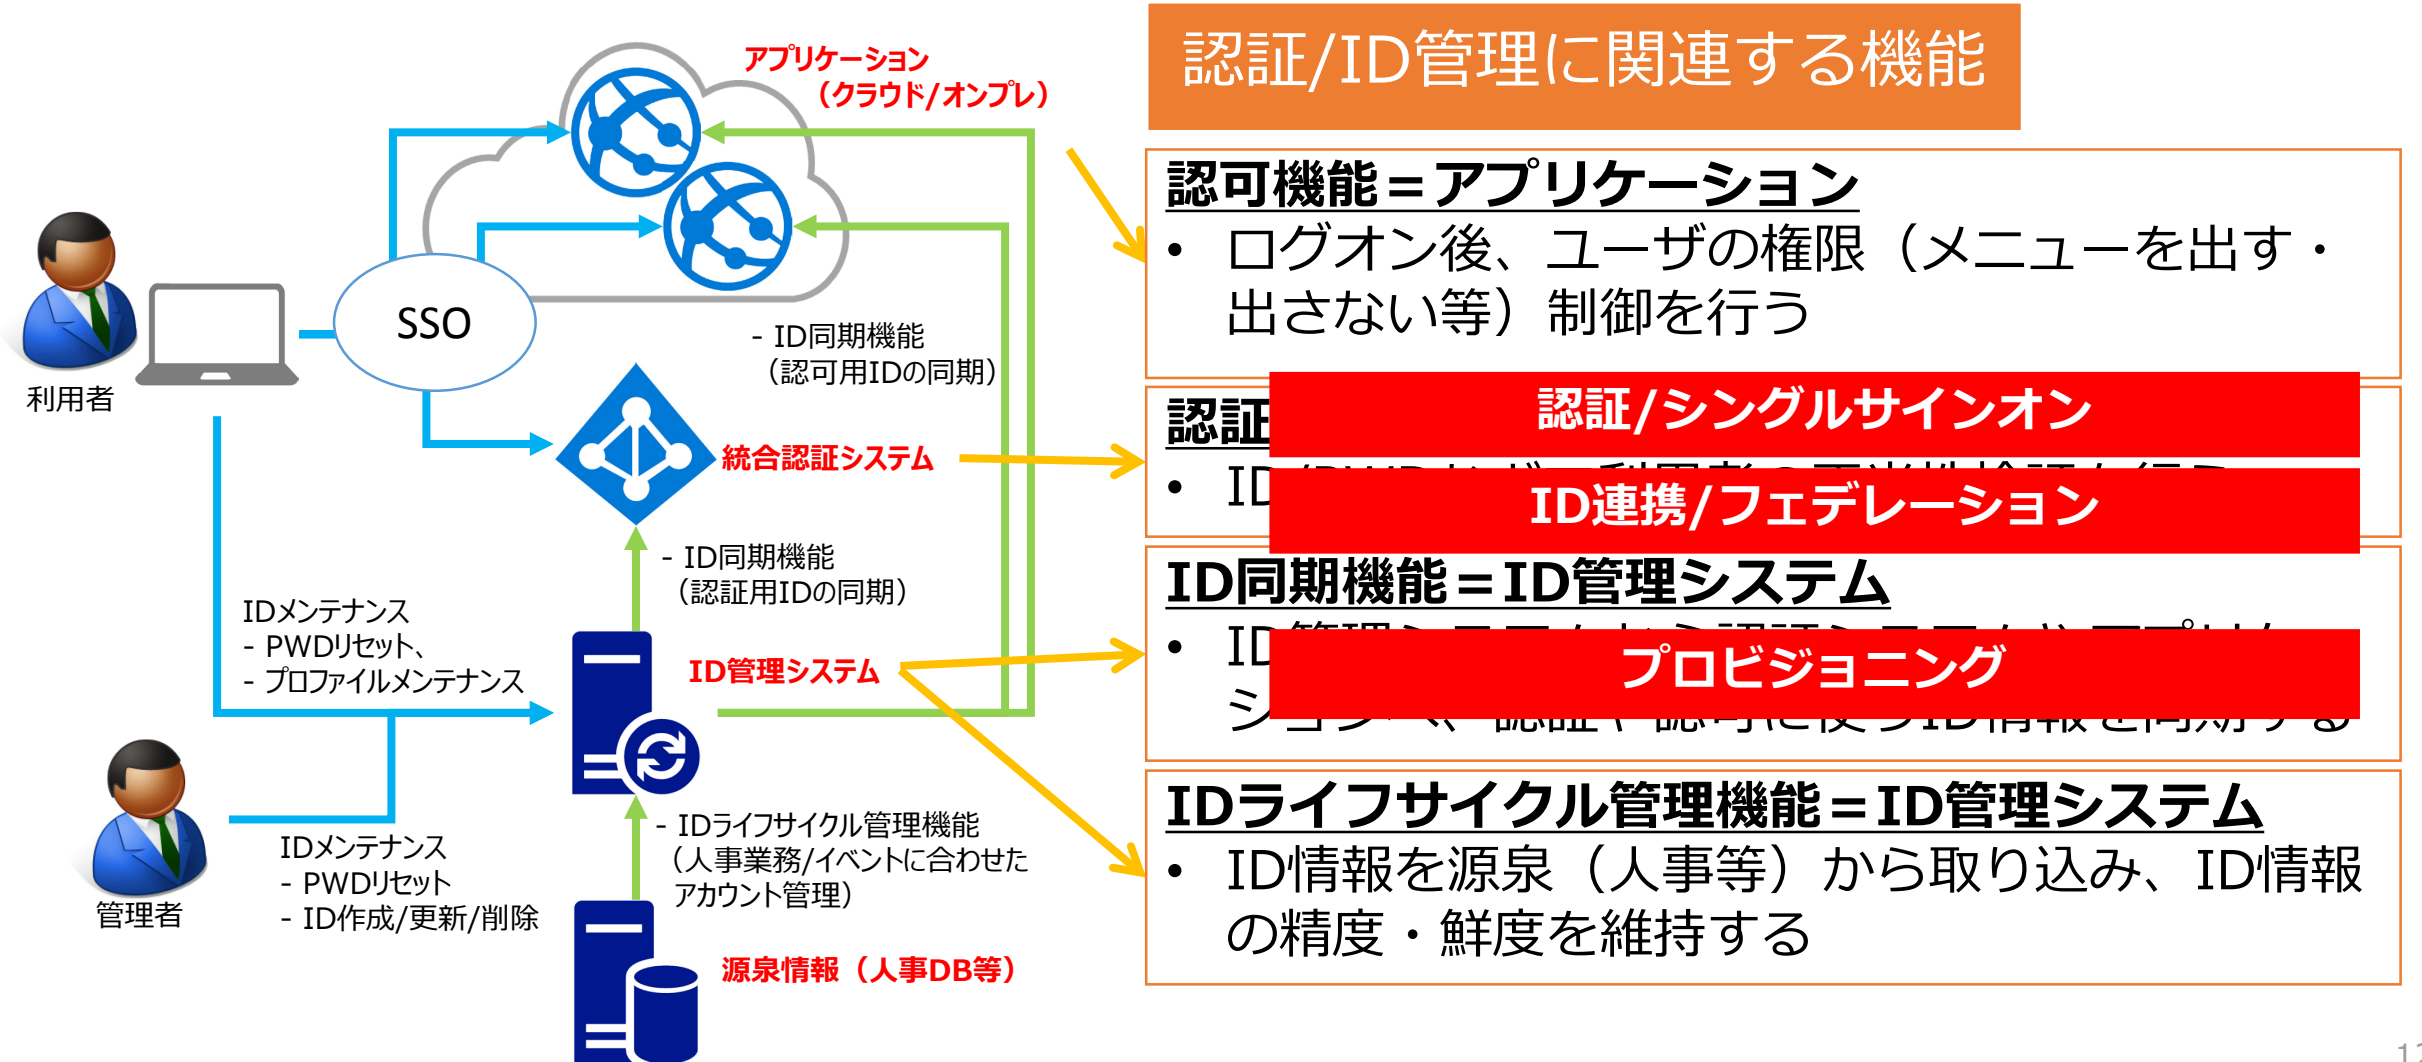 認証/ID管理に関連する機能
アプリケーション
（クラウド/オンプレ）
SSO
利用者
- ID同期機能
（認可用IDの同期）
統合認証システム
- ID同期機能
（認証用IDの同期）
IDメンテナンス
- PWDリセット、
- プロファイルメンテナンス
ID管理システム
管理者
IDメンテナンス
- PWDリセット
- ID作成/更新/削除
- IDライフサイクル管理機能
（人事業務/イベントに合わせた
アカウント管理）
源泉情報（人事DB等）
認可機能＝アプリケーション
• ログオン後、ユーザの権限（メニューを出す・
出さない等）制御を行う
認証
認証/シングルサインオン
• ID
ID連携/フェデレーション
ID同期機能＝ID管理システム
• ID
プロビジョニング
IDライフサイクル管理機能＝ID管理システム
• ID情報を源泉（人事等）から取り込み、ID情報
の精度・鮮度を維持する